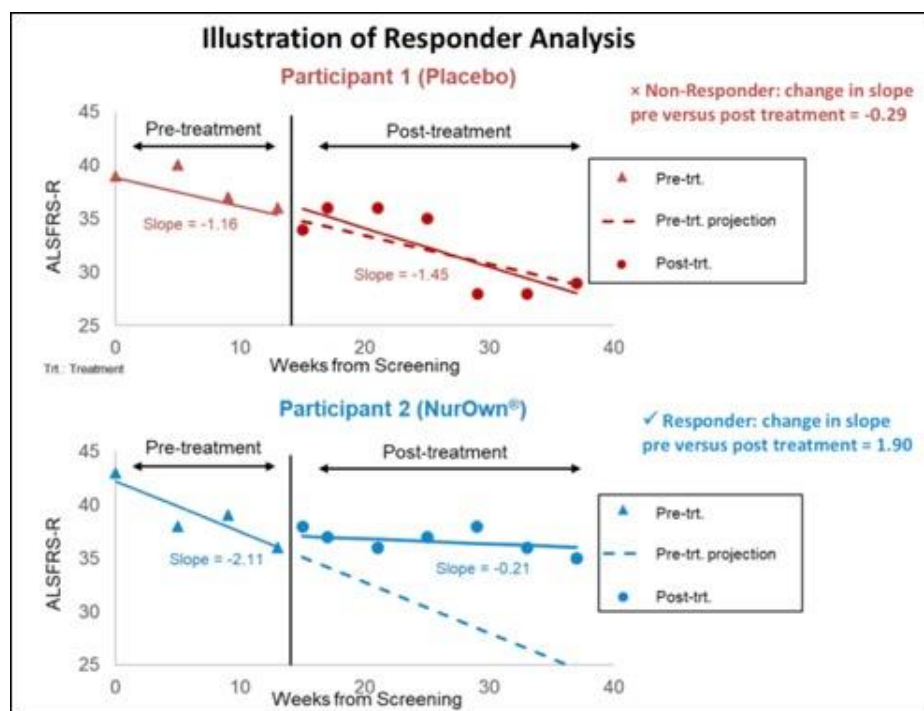 Illustration of Responder Analysis
Participant 1 (Placebo)
× Non-Responder: change in slope
pre versus post treatment = -0.29
45
40
35
30
25
ALSFRS-R
Pre-treatment
Post-treatment
Slope = -1.16
Slope = -1.45
Pre-trt.
Pre-trt. projection
Post-trt.
0
10
20
30
40
Weeks from Screening
Trt.: Treatment
Participant 2 (NurOwn®)
✓ Responder: change in slope
pre versus post treatment = 1.90
45
40
35
30
25
ALSFRS-R
Pre-treatment
Post-treatment
Slope = -2.11
Slope = -0.21
Pre-trt.
Pre-trt. projection
Post-trt.
0
10
20
30
40
Weeks from Screening